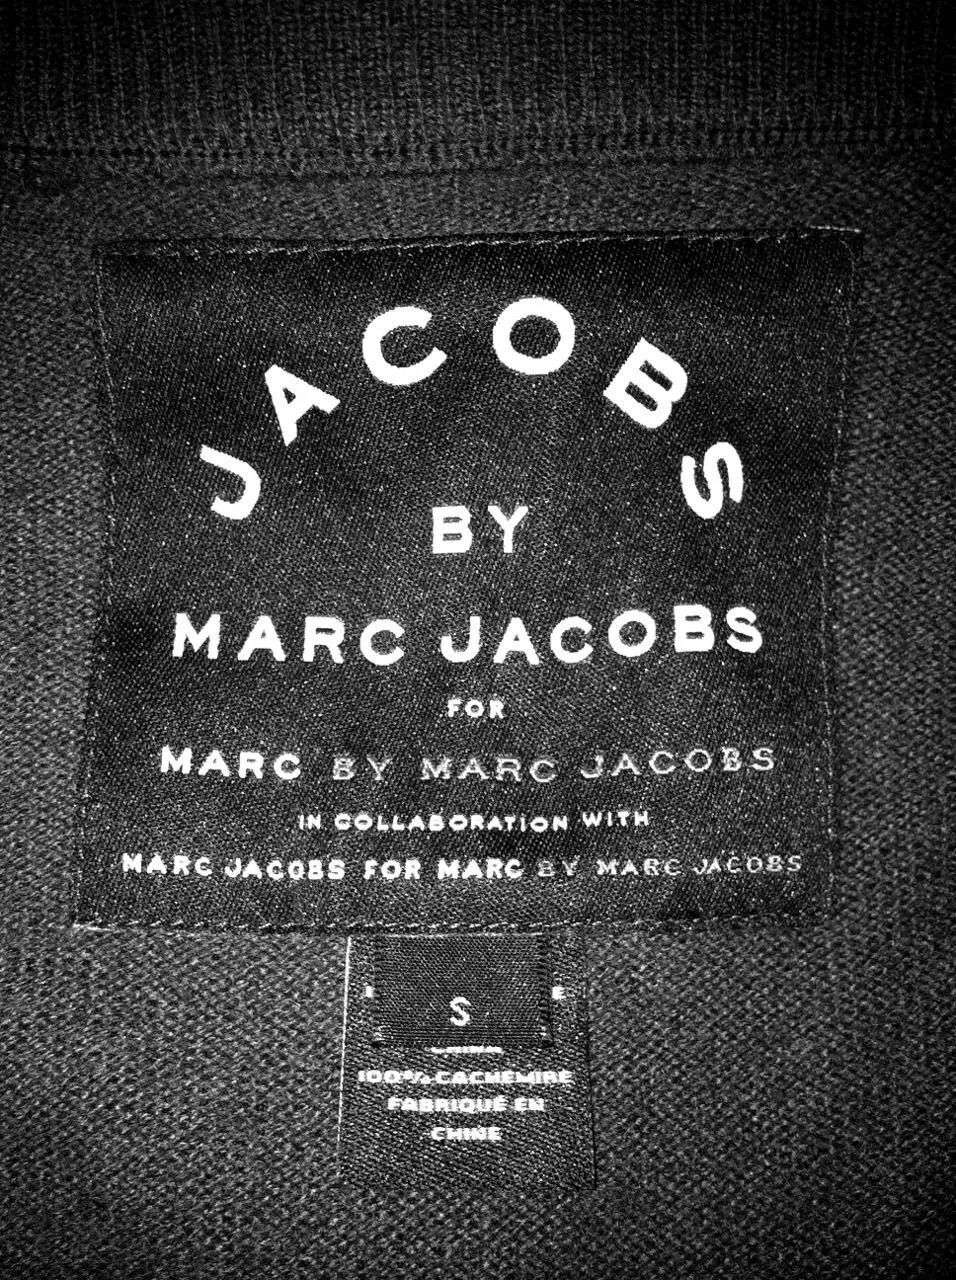 JACOBS
BY
MARC JACOBS
FOR
MARC BY MARC JACOBS
IN COLLABORATION WITH
MARC JACOBS FOR MARC BY MARC JACOBS
S
100% CACHEMIRE
FABRIQUÉ EN
CHINE